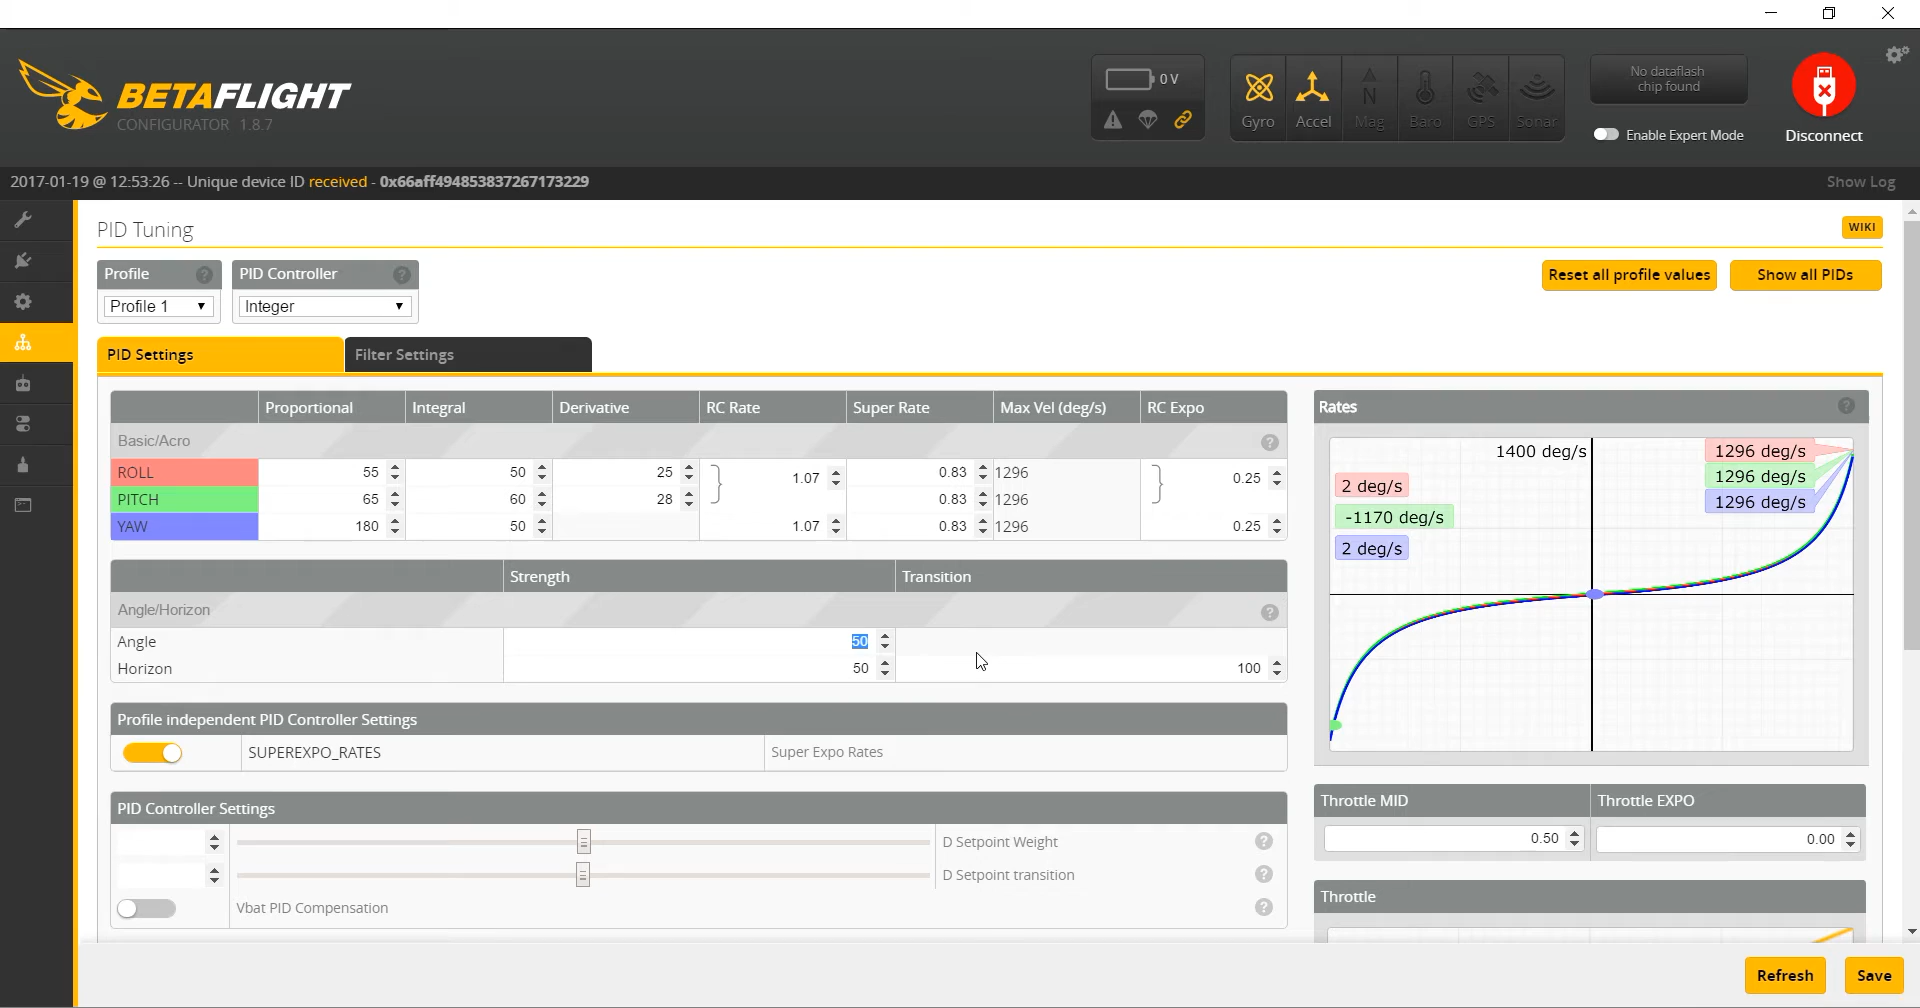 BETAFLIGHT
CONFIGURATOR 1.8.7
0 V
Gyro
Accel
N
Mag
Baro
GPS
Sonar
No dataflash
chip found
Enable Expert Mode
Disconnect
2017-01-19 @ 12:53:26 -- Unique device ID received - 0x66aff494853837267173229
Show Log
PID Tuning
WIKI
Profile ?
PID Controller ?
Profile 1
Integer
Reset all profile values
Show all PIDs
PID Settings
Filter Settings
Proportional Integral Derivative RC Rate Super Rate Max Vel (deg/s) RC Expo
Basic/Acro ?
ROLL 55 50 25 1.07 0.83 1296 0.25
PITCH 65 60 28 0.83 1296
YAW 180 50 1.07 0.83 1296 0.25
Strength Transition
Angle/Horizon ?
Angle 50
Horizon 50 100
Profile independent PID Controller Settings
SUPEREXPO_RATES Super Expo Rates
PID Controller Settings
D Setpoint Weight ?
D Setpoint transition ?
Vbat PID Compensation ?
Rates ?
1400 deg/s
1296 deg/s
1296 deg/s
1296 deg/s
2 deg/s
-1170 deg/s
2 deg/s
Throttle MID Throttle EXPO
0.50 0.00
Throttle
Refresh
Save